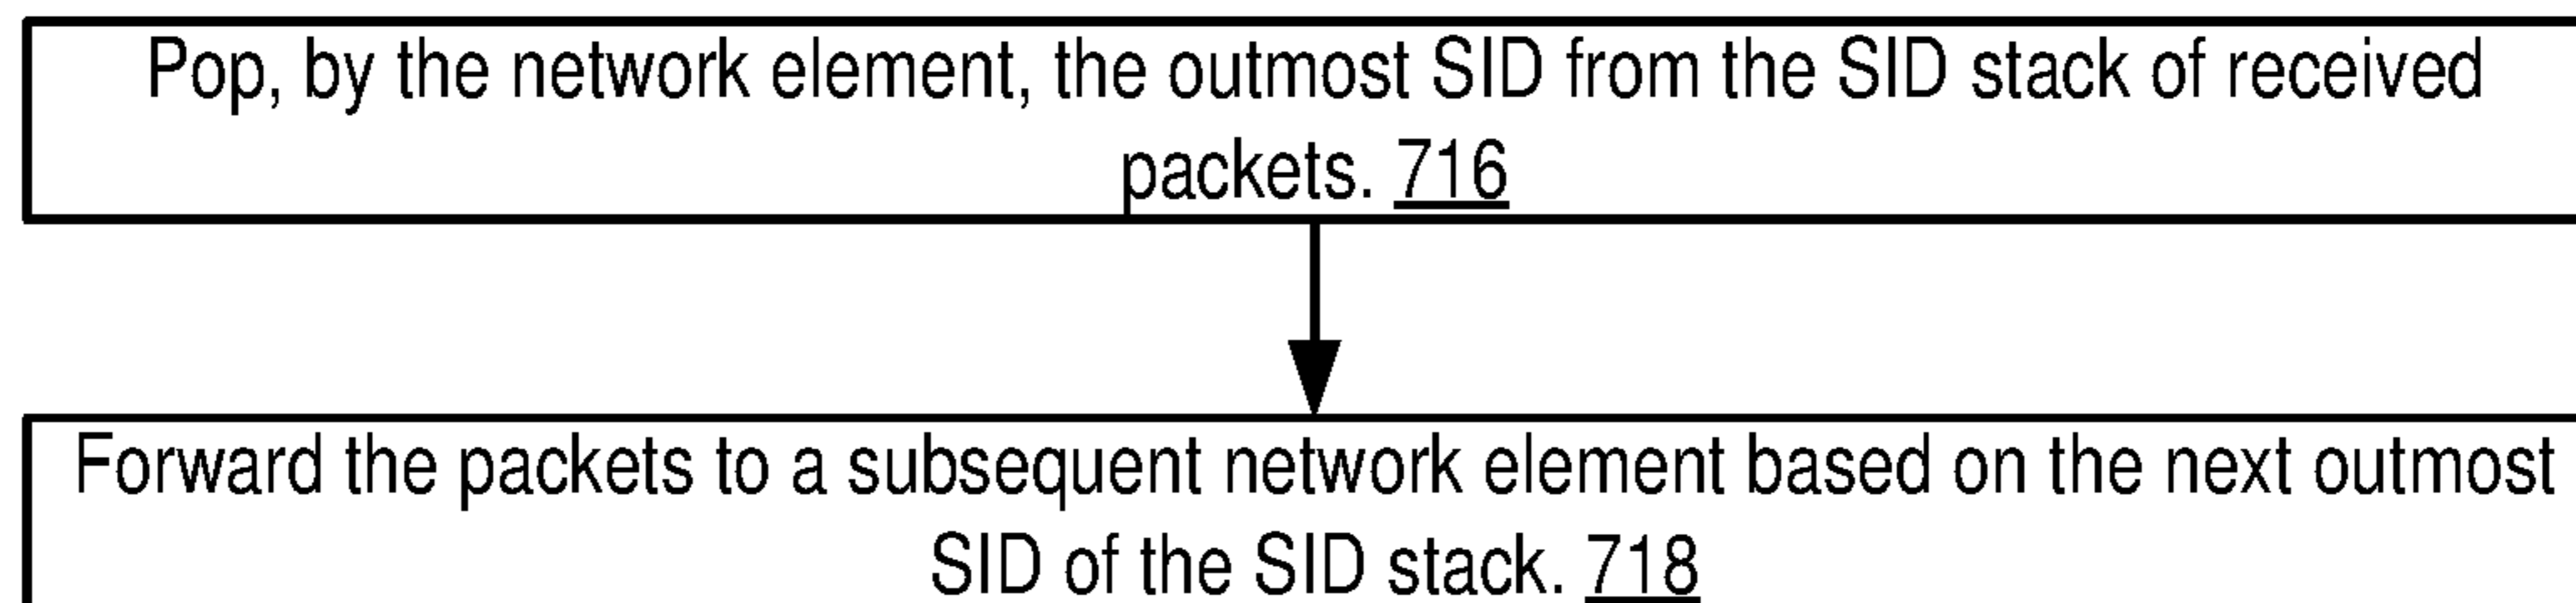 Pop, by the network element, the outmost SID from the SID stack of received
packets. 716
Forward the packets to a subsequent network element based on the next outmost
SID of the SID stack. 718